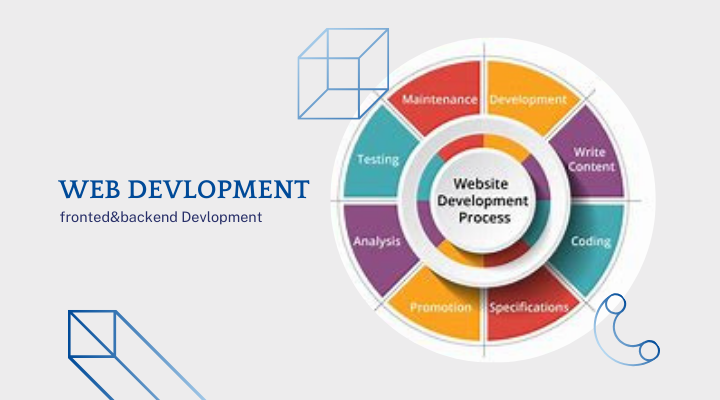 WEB DEVLOPMENT
fronted&backend Devlopment
Maintenance
Development
Write
Content
Coding
Specifications
Promotion
Analysis
Testing
Website
Development
Process